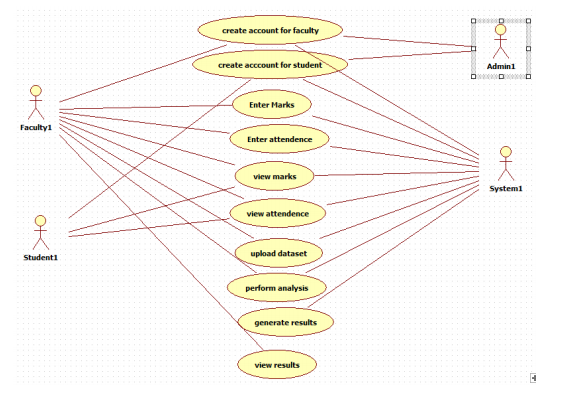 create account for faculty
create acccount for student
Admin1
Enter Marks
Faculty1
Enter attendence
view marks
System1
view attendence
Student1
upload dataset
perform analysis
generate results
view results